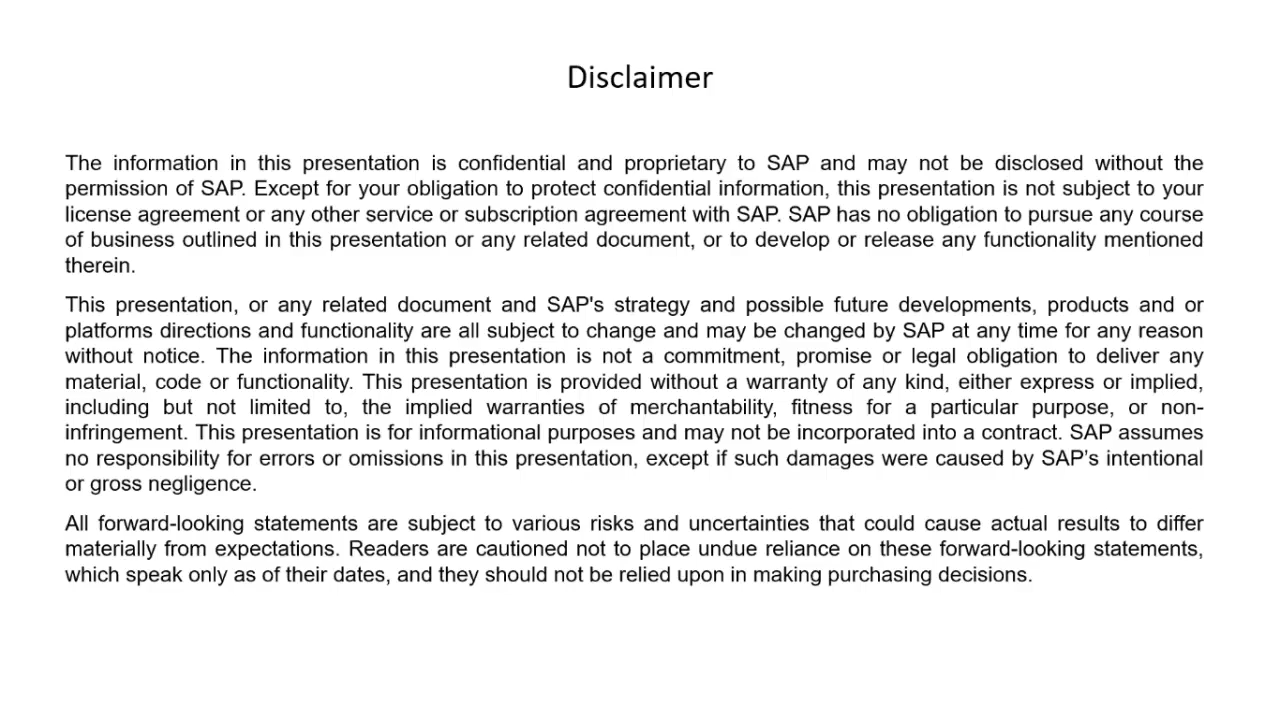 Disclaimer
The information in this presentation is confidential and proprietary to SAP and may not be disclosed without the
permission of SAP. Except for your obligation to protect confidential information, this presentation is not subject to your
license agreement or any other service or subscription agreement with SAP. SAP has no obligation to pursue any course
of business outlined in this presentation or any related document, or to develop or release any functionality mentioned
therein.
This presentation, or any related document and SAP's strategy and possible future developments, products and or
platforms directions and functionality are all subject to change and may be changed by SAP at any time for any reason
without notice. The information in this presentation is not a commitment, promise or legal obligation to deliver any
material, code or functionality. This presentation is provided without a warranty of any kind, either express or implied,
including but not limited to, the implied warranties of merchantability, fitness for a particular purpose, or non-
infringement. This presentation is for informational purposes and may not be incorporated into a contract. SAP assumes
no responsibility for errors or omissions in this presentation, except if such damages were caused by SAP’s intentional
or gross negligence.
All forward-looking statements are subject to various risks and uncertainties that could cause actual results to differ
materially from expectations. Readers are cautioned not to place undue reliance on these forward-looking statements,
which speak only as of their dates, and they should not be relied upon in making purchasing decisions.